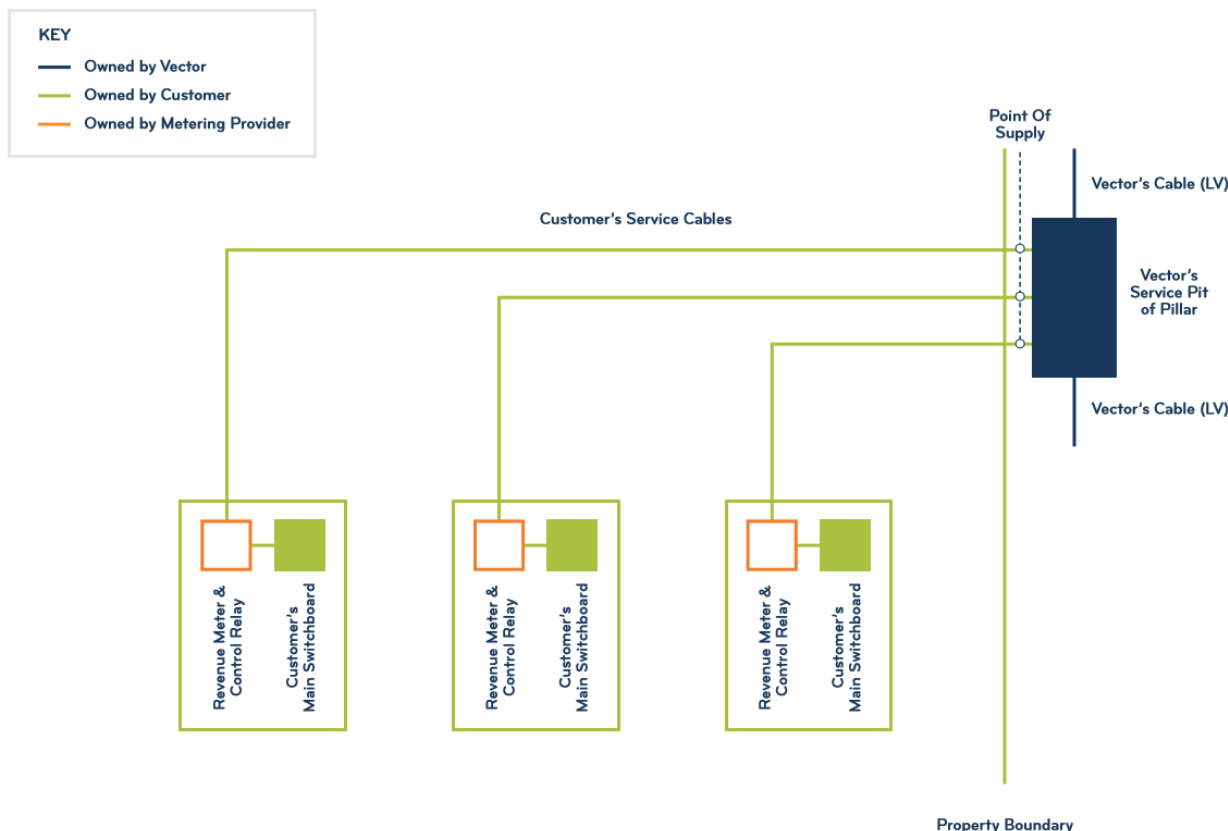 KEY
Owned by Vector
Owned by Customer
Owned by Metering Provider
Point Of
Supply
Vector's Cable (LV)
Customer's Service Cables
Vector's
Service Pit
of Pillar
Vector's Cable (LV)
Revenue Meter &
Control Relay
Customer's
Main Switchboard
Revenue Meter &
Control Relay
Customer's
Main Switchboard
Revenue Meter &
Control Relay
Customer's
Main Switchboard
Property Boundary